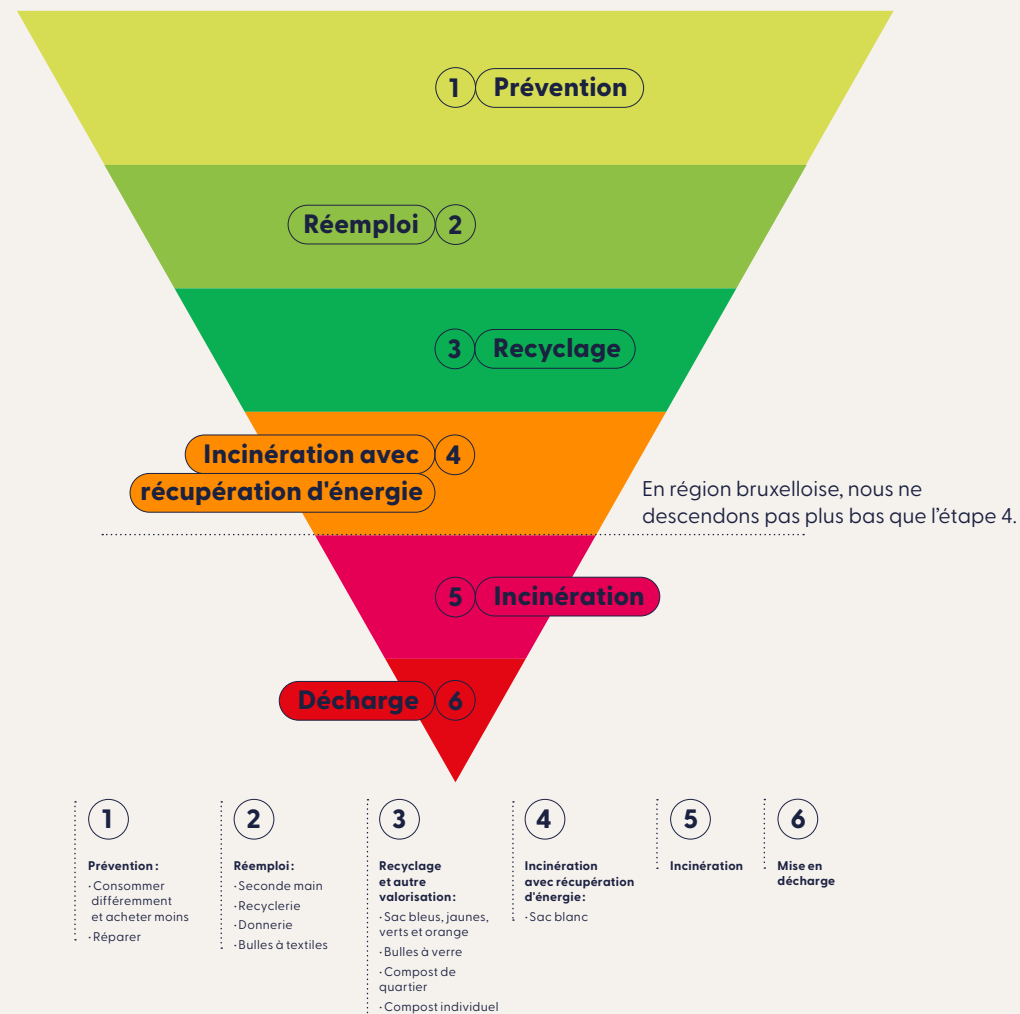 1 Prévention
Réemploi 2
3 Recyclage
Incinération avec 4
récupération d'énergie
En région bruxelloise, nous ne
descendons pas plus bas que l'étape 4.
5 Incinération
Décharge 6
1
Prévention :
· Consommer
différemment
et acheter moins
· Réparer
2
Réemploi :
· Seconde main
· Recyclerie
· Donnerie
· Bulles à textiles
3
Recyclage
et autre
valorisation :
· Sac bleus, jaunes,
verts et orange
· Bulles à verre
· Compost de
quartier
· Compost individuel
4
Incinération
avec récupération
d'énergie :
· Sac blanc
5
Incinération
6
Mise en
décharge